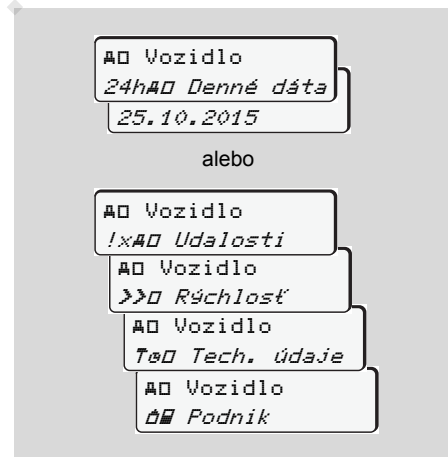 Vozidlo
24h Denné dáta
25.10.2015
alebo
Vozidlo
!x Udalosti
Vozidlo
>> Rýchlosť
Vozidlo
T Tech. údaje
Vozidlo
Podnik